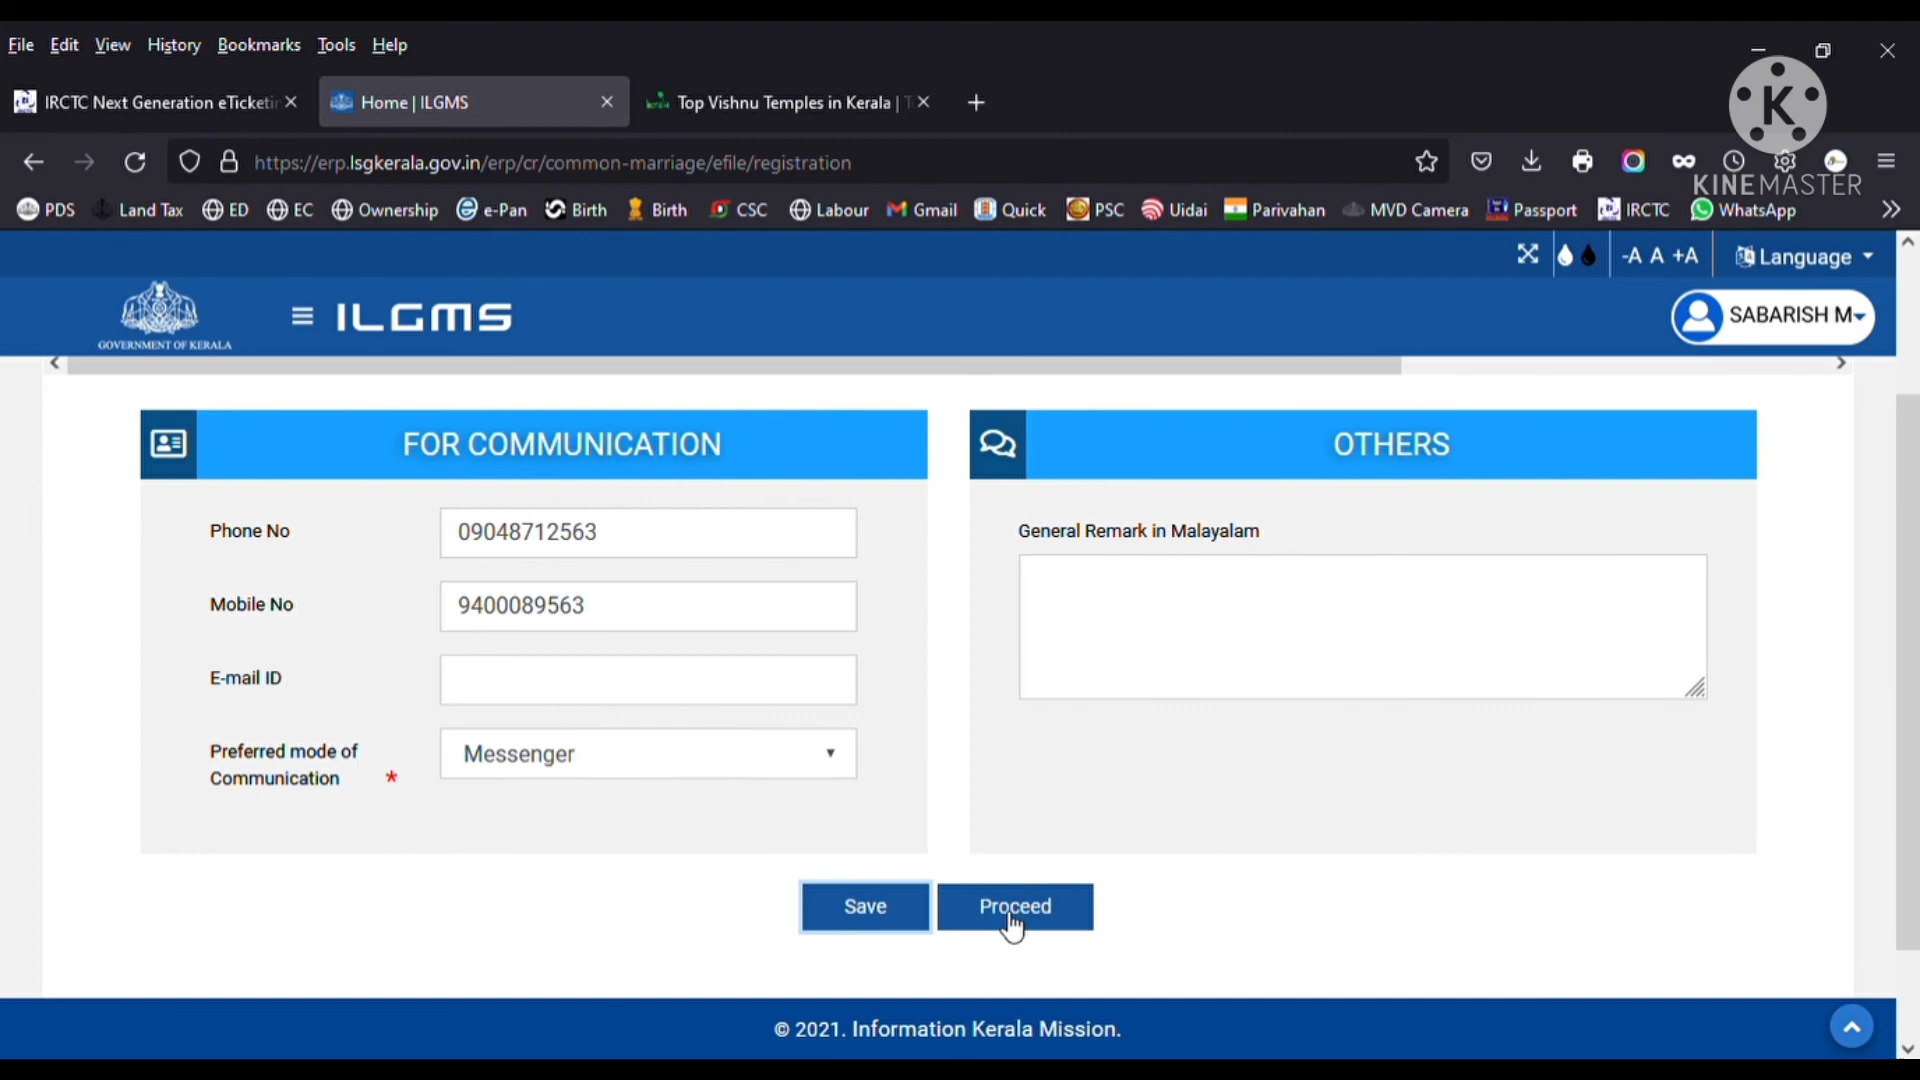 File Edit View History Bookmarks Tools Help
IRCTC Next Generation eTicketin Home | ILGMS Top Vishnu Temples in Kerala |
https://erp.lsgkerala.gov.in/erp/cr/common-marriage/efile/registration
KINEMASTER
PDS Land Tax ED EC Ownership e-Pan Birth Birth CSC Labour Gmail Quick PSC Uidai Parivahan MVD Camera Passport IRCTC WhatsApp
-A A +A Language
GOVERNMENT OF KERALA
ILGMS
SABARISH M
FOR COMMUNICATION
Phone No 09048712563
Mobile No 9400089563
E-mail ID
Preferred mode of
Communication * Messenger
OTHERS
General Remark in Malayalam
Save Proceed
© 2021. Information Kerala Mission.